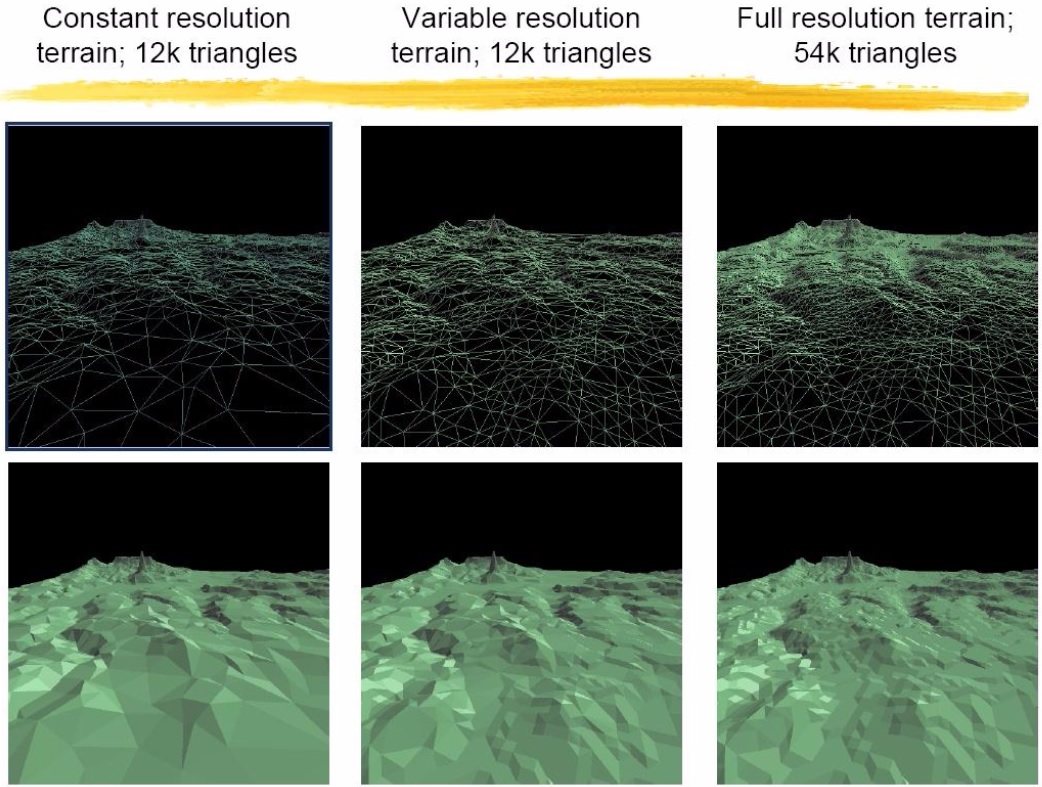 Constant resolution
terrain; 12k triangles
Variable resolution
terrain; 12k triangles
Full resolution terrain;
54k triangles